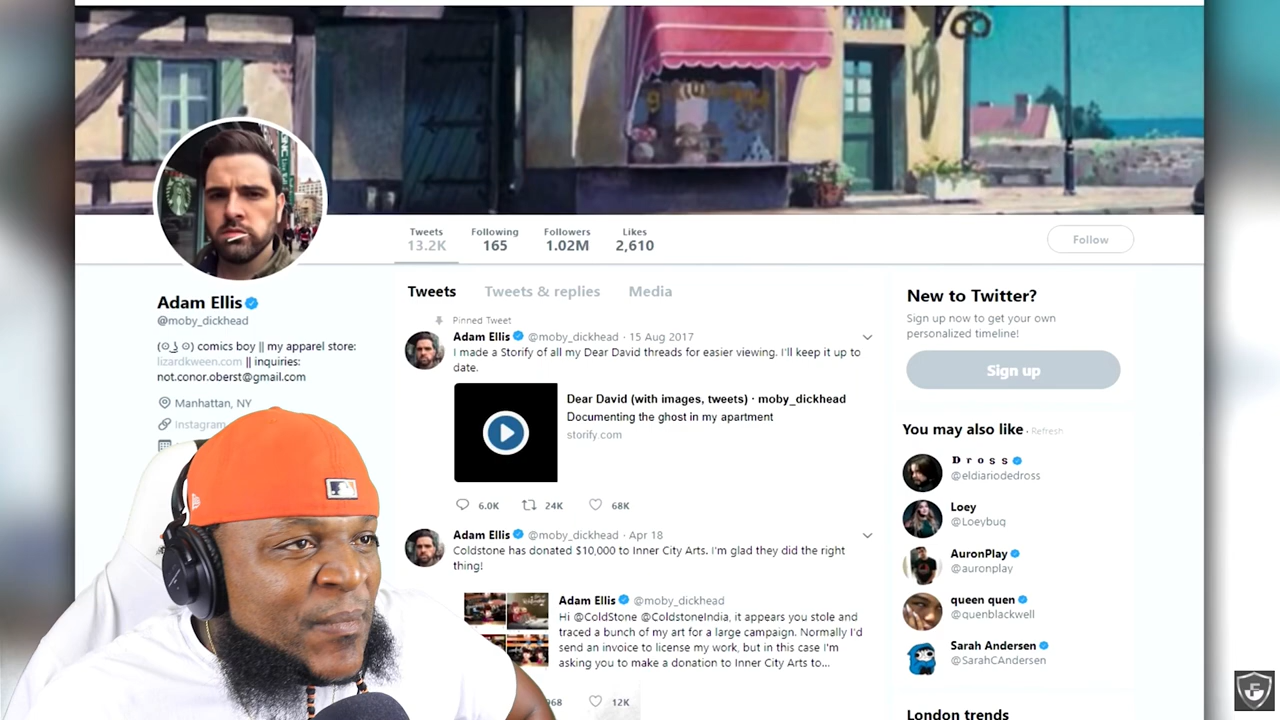 Tweets
13.2K
Following
165
Followers
1.02M
Likes
2,610
Follow
Adam Ellis
@moby_dickhead
(⊙ ͜ʖ ⊙) comics boy || my apparel store:
lizardkween.com || inquiries:
not.conor.oberst@gmail.com
Manhattan, NY
Instagram
Tweets Tweets & replies Media
Pinned Tweet
Adam Ellis @moby_dickhead · 15 Aug 2017
I made a Storify of all my Dear David threads for easier viewing. I'll keep it up to
date.
Dear David (with images, tweets) · moby_dickhead
Documenting the ghost in my apartment
storify.com
6.0K 24K 68K
Adam Ellis @moby_dickhead · Apr 18
Coldstone has donated $10,000 to Inner City Arts. I'm glad they did the right
thing!
Adam Ellis @moby_dickhead
Hi @ColdStone @ColdstoneIndia, it appears you stole and
traced a bunch of my art for a large campaign. Normally I'd
send an invoice to license my work, but in this case I'm
asking you to make a donation to Inner City Arts to...
968 12K
New to Twitter?
Sign up now to get your own
personalized timeline!
Sign up
You may also like · Refresh
D r o s s
@eldiariodedross
Loey
@Loeybug
AuronPlay
@auronplay
queen quen
@quenblackwell
Sarah Andersen
@SarahCAndersen
London trends